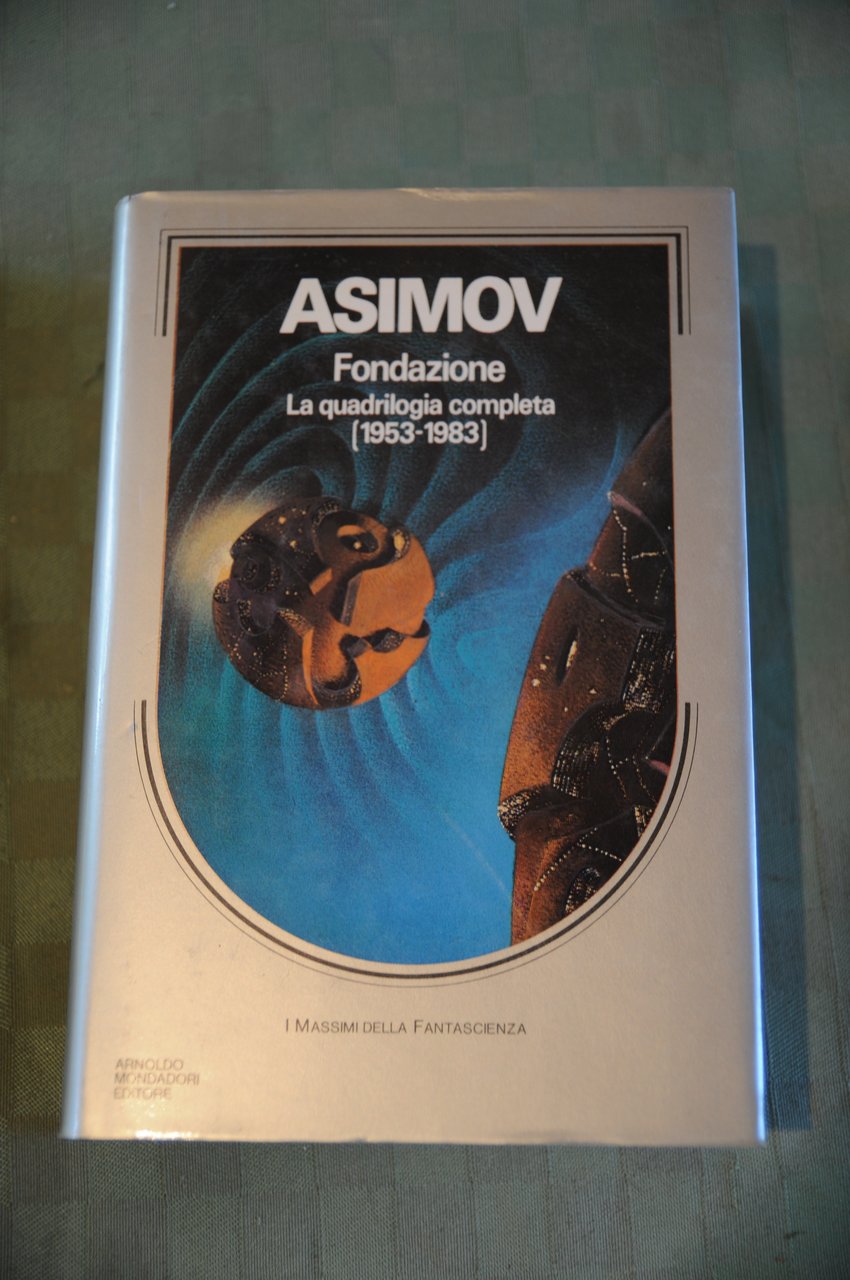 ASIMOV
Fondazione
La quadrilogia completa
(1953-1983)
I MASSIMI DELLA FANTASCIENZA
ARNOLDO
MONDADORI
EDITORE